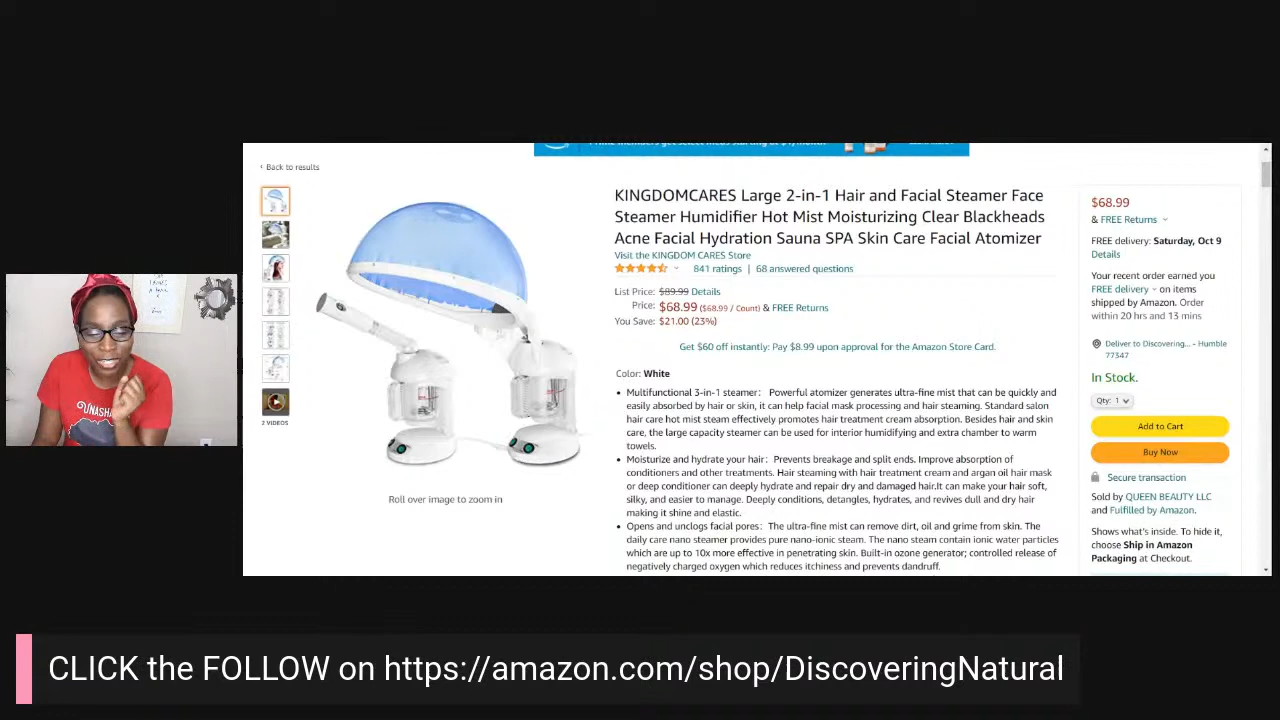 Back to results
KINGDOMCARES Large 2-in-1 Hair and Facial Steamer Face
Steamer Humidifier Hot Mist Moisturizing Clear Blackheads
Acne Facial Hydration Sauna SPA Skin Care Facial Atomizer
Visit the KINGDOM CARES Store
841 ratings | 68 answered questions
List Price: $89.99 Details
Price: $68.99 ($68.99 / Count) & FREE Returns
You Save: $21.00 (23%)
Get $60 off instantly: Pay $8.99 upon approval for the Amazon Store Card.
Color: White
• Multifunctional 3-in-1 steamer： Powerful atomizer generates ultra-fine mist that can be quickly and
easily absorbed by hair or skin, it can help facial mask processing and hair steaming. Standard salon
hair care hot mist steam effectively promotes hair treatment cream absorption. Besides hair and skin
care, the large capacity steamer can be used for interior humidifying and extra chamber to warm
towels.
• Moisturize and hydrate your hair：Prevents breakage and split ends. Improve absorption of
conditioners and other treatments. Hair steaming with hair treatment cream and argan oil hair mask
or deep conditioner can deeply hydrate and repair dry and damaged hair.It can make your hair soft,
silky, and easier to manage. Deeply conditions, detangles, hydrates, and revives dull and dry hair
making it shine and elastic.
• Opens and unclogs facial pores：The ultra-fine mist can remove dirt, oil and grime from skin. The
daily care nano steamer provides pure nano-ionic steam. The nano steam contain ionic water particles
which are up to 10x more effective in penetrating skin. Built-in ozone generator; controlled release of
negatively charged oxygen which reduces itchiness and prevents dandruff.
2 VIDEOS
Roll over image to zoom in
$68.99
& FREE Returns
FREE delivery: Saturday, Oct 9
Details
Your recent order earned you
FREE delivery on items
shipped by Amazon. Order
within 20 hrs and 13 mins
Deliver to Discovering... - Humble
77347
In Stock.
Qty: 1
Add to Cart
Buy Now
Secure transaction
Sold by QUEEN BEAUTY LLC
and Fulfilled by Amazon.
Shows what's inside. To hide it,
choose Ship in Amazon
Packaging at Checkout.
CLICK the FOLLOW on https://amazon.com/shop/DiscoveringNatural